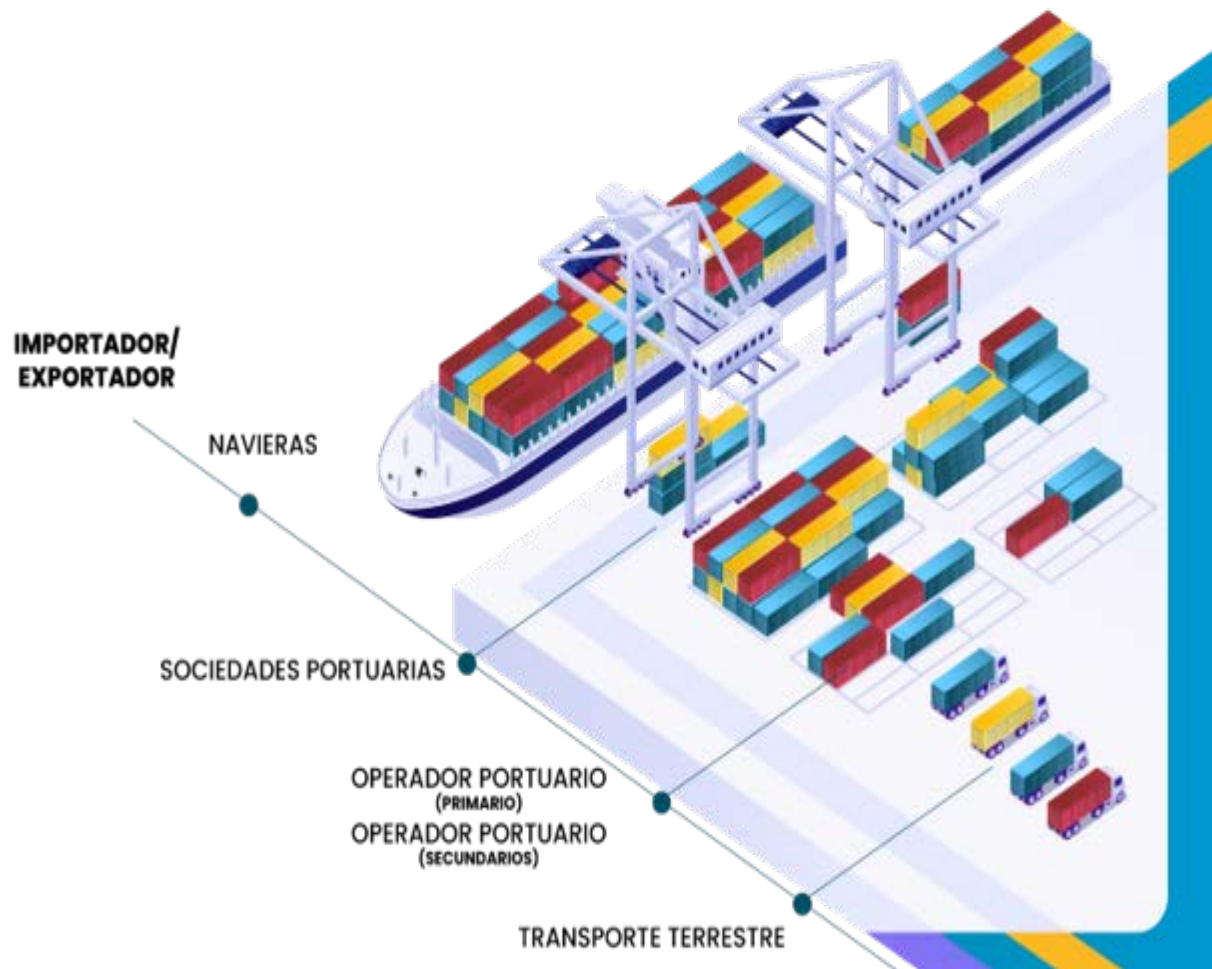 IMPORTADOR/
EXPORTADOR
NAVIERAS
SOCIEDADES PORTUARIAS
OPERADOR PORTUARIO
(PRIMARIO)
OPERADOR PORTUARIO
(SECUNDARIOS)
TRANSPORTE TERRESTRE